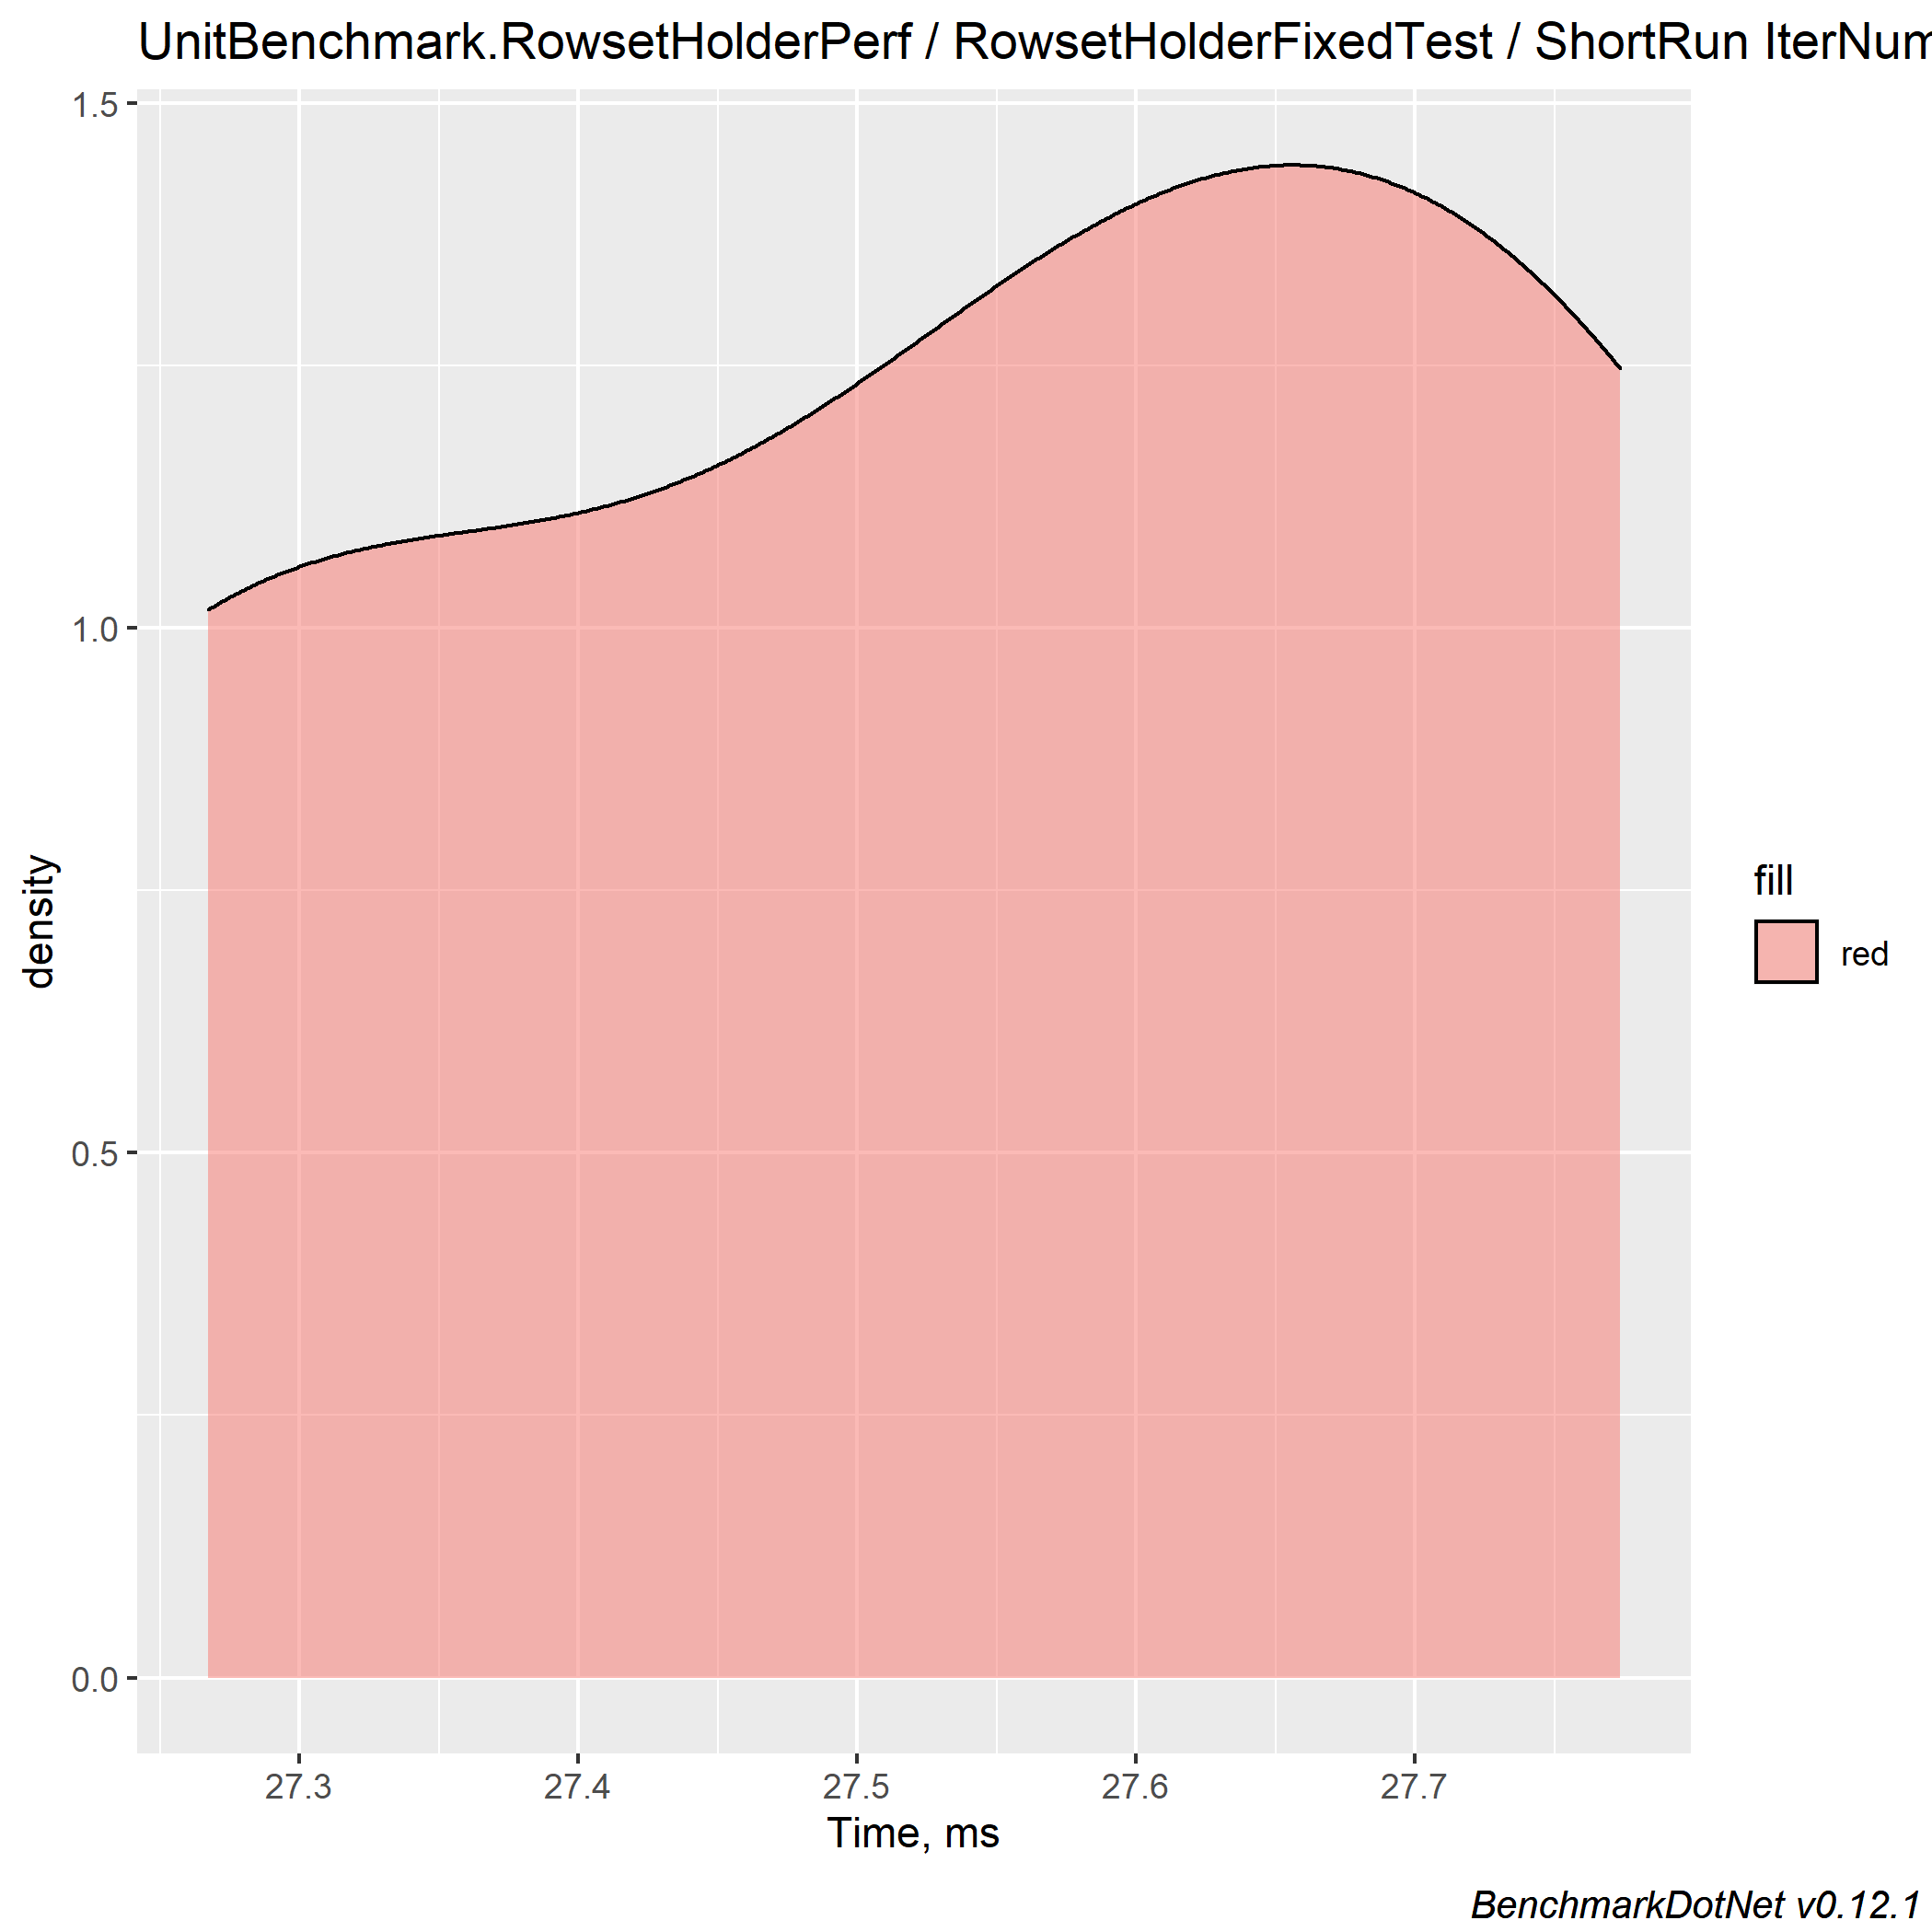 UnitBenchmark.RowsetHolderPerf / RowsetHolderFixedTest / ShortRun IterNum
1.5
1.0
0.5
0.0
density
27.3 27.4 27.5 27.6 27.7
Time, ms
fill
red
BenchmarkDotNet v0.12.1